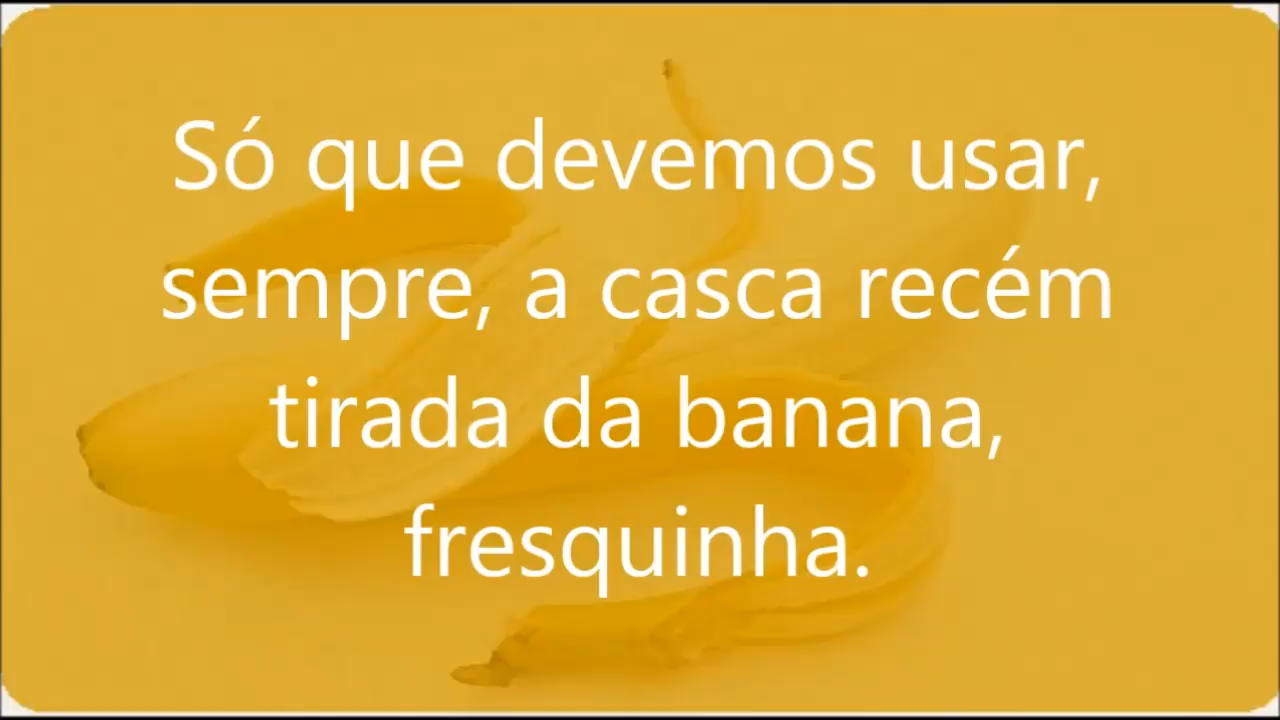 Só que devemos usar,
sempre, a casca recém
tirada da banana,
fresquinha.